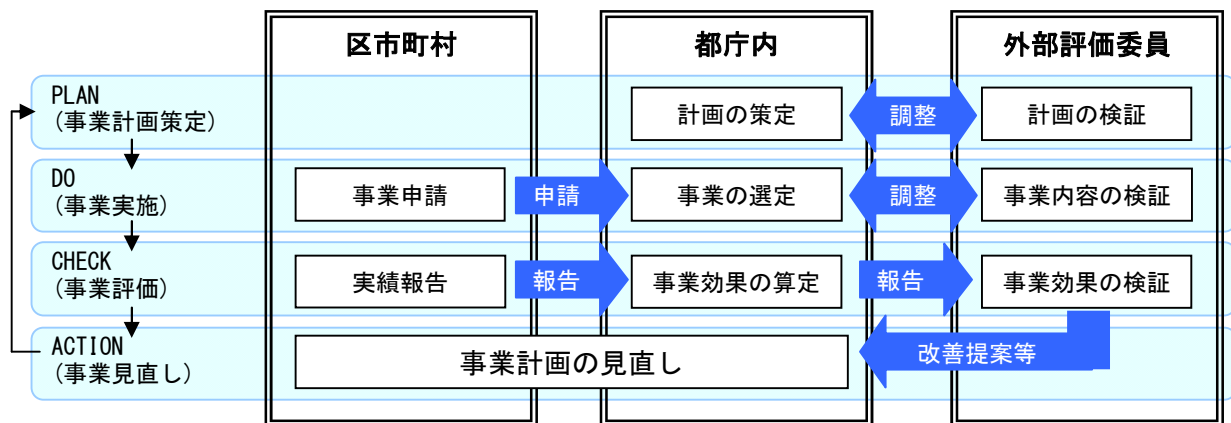 区市町村
都庁内
外部評価委員
PLAN
(事業計画策定)
計画の策定
調整
計画の検証
DO
(事業実施)
事業申請
申請
事業の選定
調整
事業内容の検証
CHECK
(事業評価)
実績報告
報告
事業効果の算定
報告
事業効果の検証
ACTION
(事業見直し)
事業計画の見直し
改善提案等